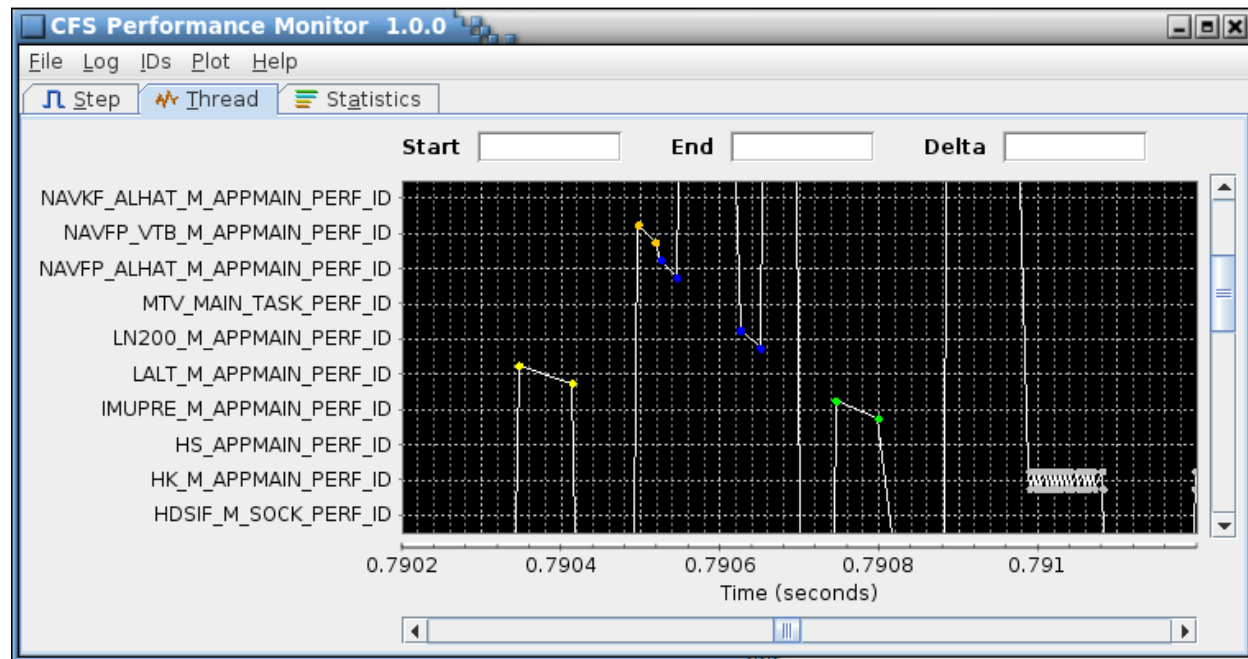 CFS Performance Monitor 1.0.0
File Log IDs Plot Help
Step Thread Statistics
Start End Delta
NAVKF_ALHAT_M_APPMAIN_PERF_ID
NAVFP_VTB_M_APPMAIN_PERF_ID
NAVFP_ALHAT_M_APPMAIN_PERF_ID
MTV_MAIN_TASK_PERF_ID
LN200_M_APPMAIN_PERF_ID
LALT_M_APPMAIN_PERF_ID
IMUPRE_M_APPMAIN_PERF_ID
HS_APPMAIN_PERF_ID
HK_M_APPMAIN_PERF_ID
HDSIF_M_SOCK_PERF_ID
0.7902 0.7904 0.7906 0.7908 0.791
Time (seconds)